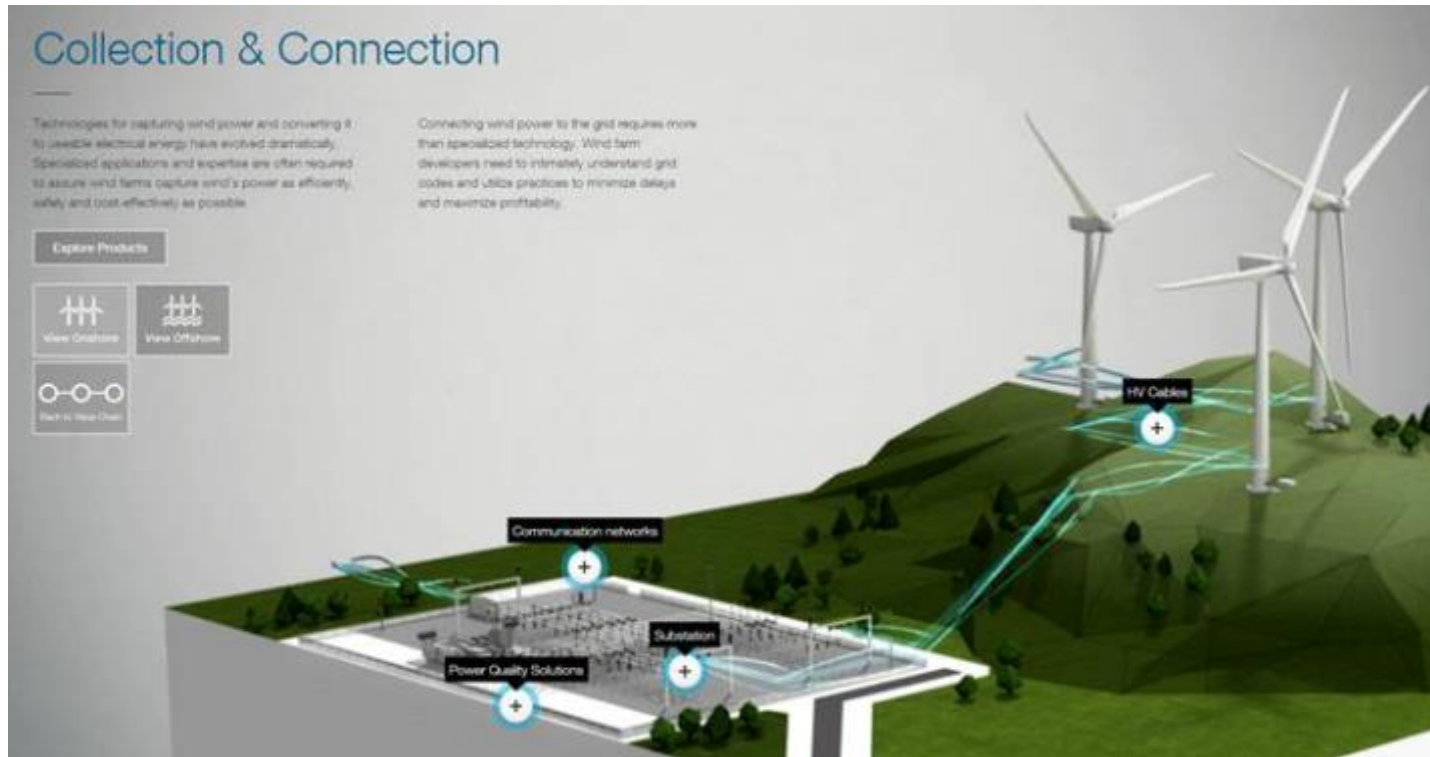 Collection & Connection
Technologies for capturing wind power and converting it
to useable electrical energy have evolved dramatically.
Specialized applications and expertise are often required
to assure wind farms capture wind's power as efficiently,
safely and cost-effectively as possible.
Connecting wind power to the grid requires more
than specialized technology. Wind farm
developers need to intimately understand grid
codes and utilize practices to minimize delays
and maximize profitability.
Explore Products
View Onshore
View Offshore
Back to Value Chain
HV Cables
Communication networks
Substation
Power Quality Solutions